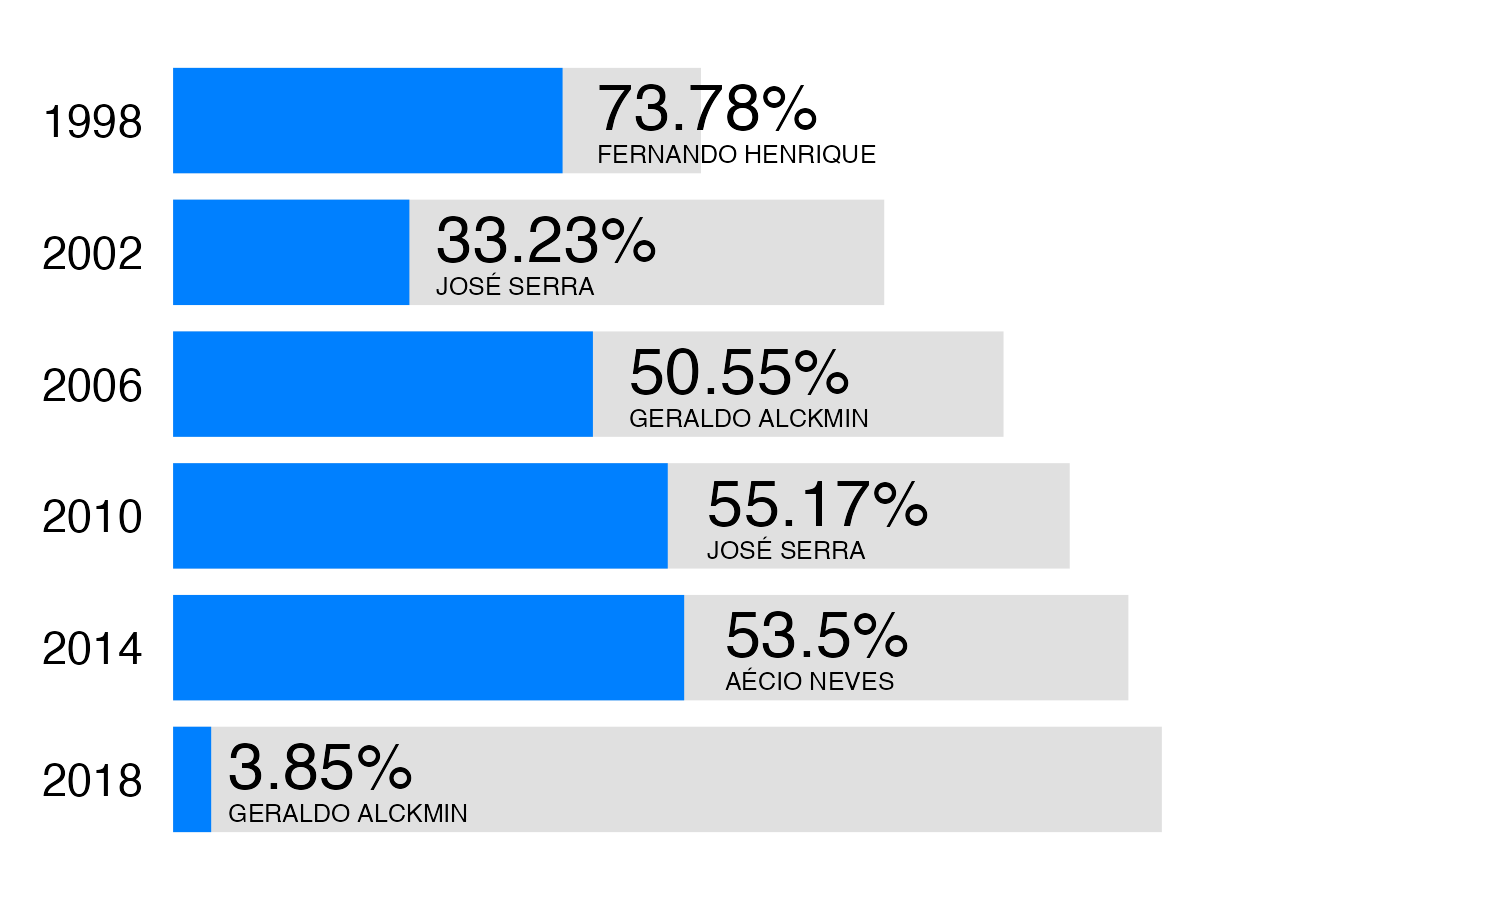 1998
73.78%
FERNANDO HENRIQUE
2002
33.23%
JOSÉ SERRA
2006
50.55%
GERALDO ALCKMIN
2010
55.17%
JOSÉ SERRA
2014
53.5%
AÉCIO NEVES
2018
3.85%
GERALDO ALCKMIN